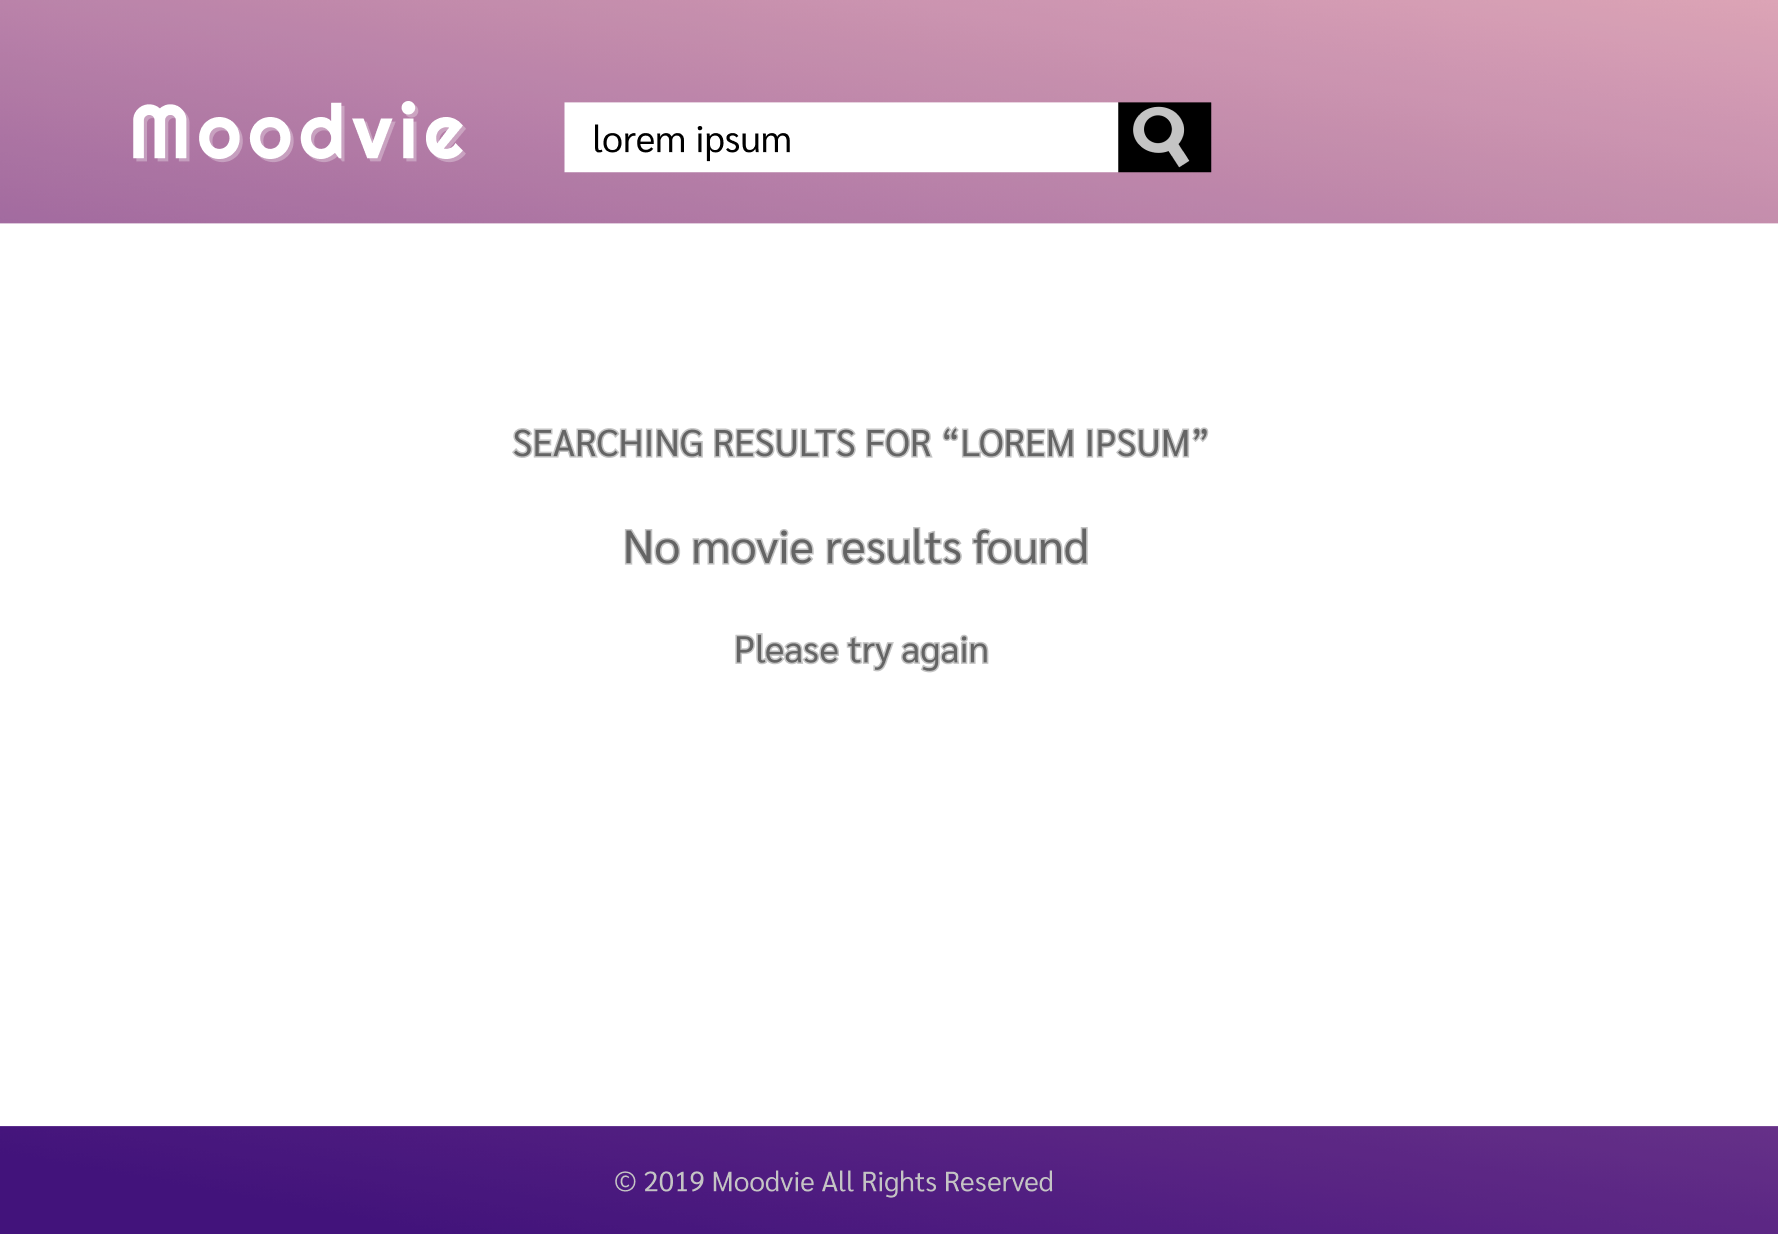 Moodvie
lorem ipsum
SEARCHING RESULTS FOR “LOREM IPSUM”
No movie results found
Please try again
© 2019 Moodvie All Rights Reserved